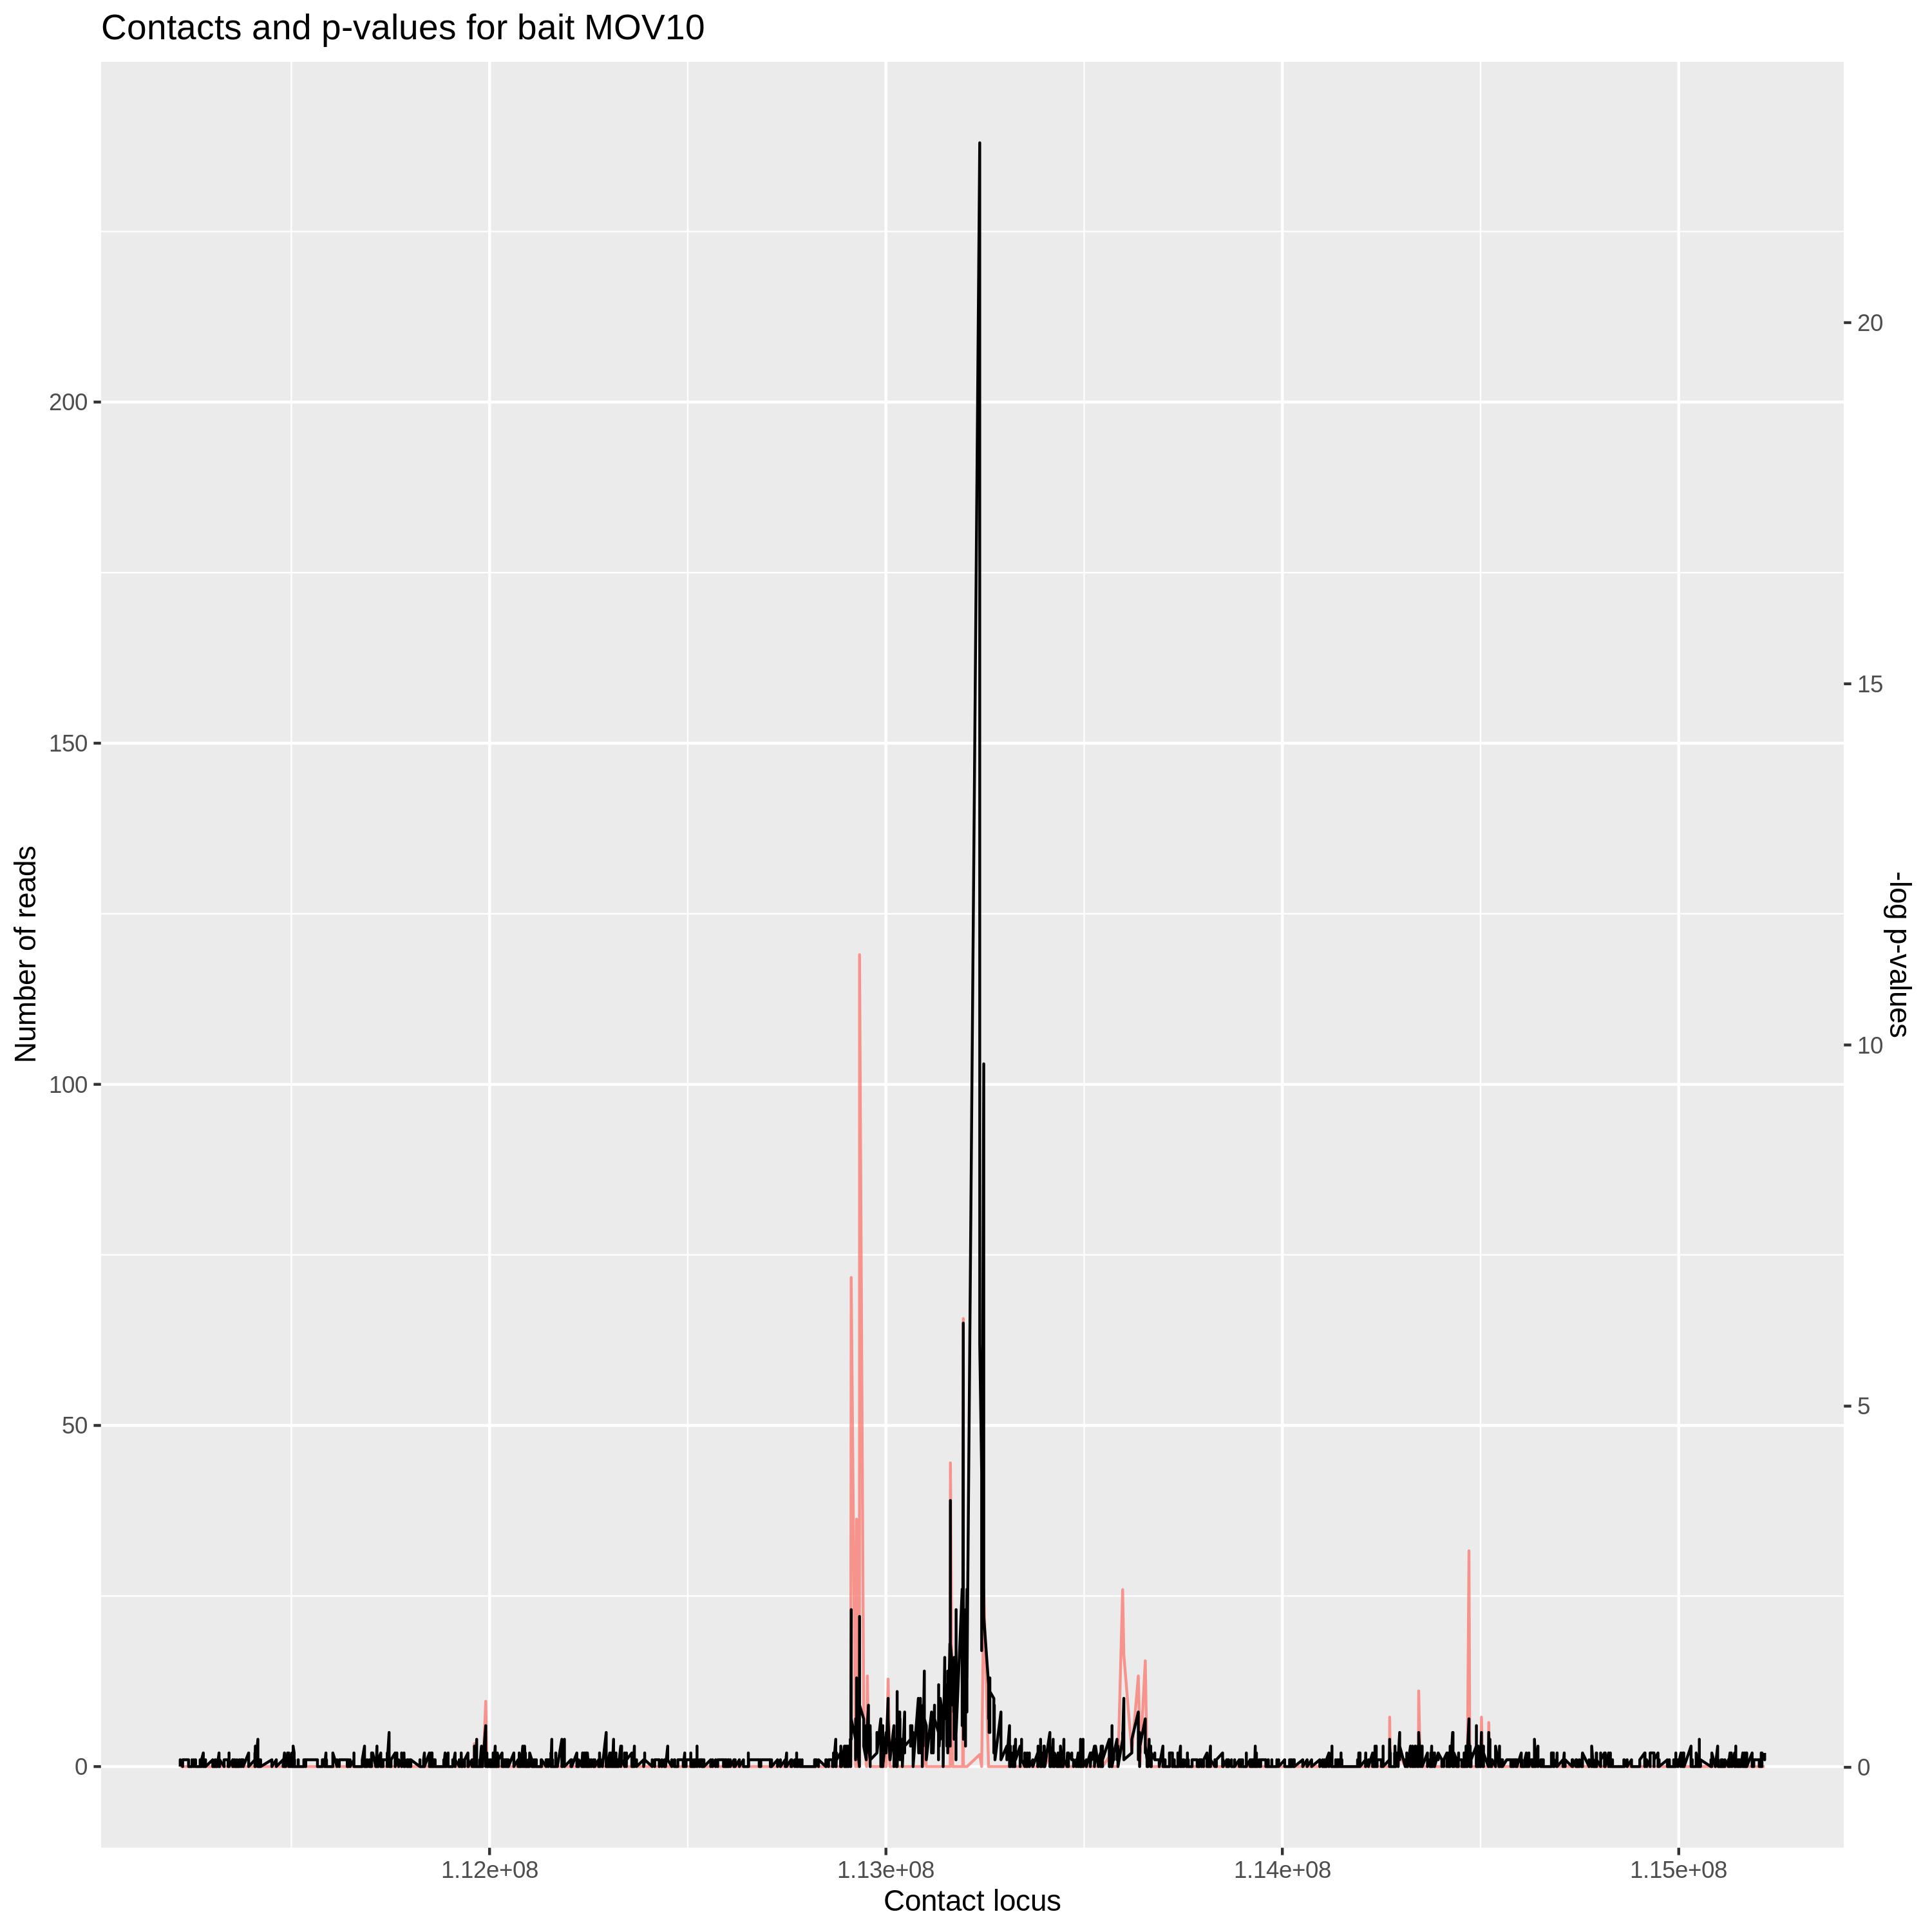 Contacts and p-values for bait MOV10
Number of reads
200
150
100
50
0
20
15
10
5
0
-log p-values
1.12e+08 1.13e+08 1.14e+08 1.15e+08
Contact locus